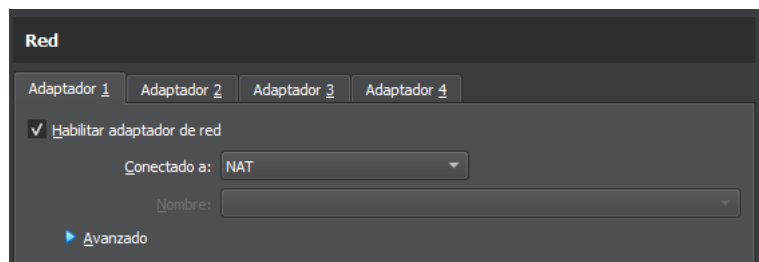 Red
Adaptador 1 Adaptador 2 Adaptador 3 Adaptador 4
Habilitar adaptador de red
Conectado a: NAT
Nombre:
Avanzado